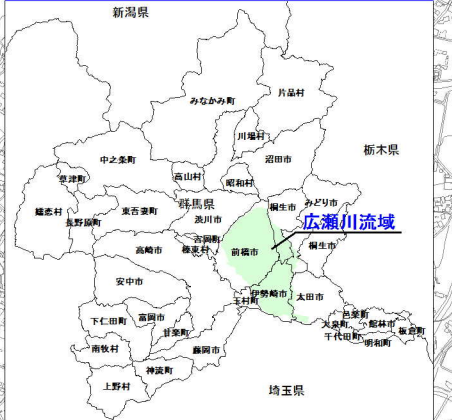 新潟県
みなかみ町
片品村
川場村
栃木県
中之条町
沼田市
高山村
昭和村
草津町
群馬県
桐生市
みどり市
嬬恋村
長野原町
東吾妻町
渋川市
広瀬川流域
吉岡町
榛東村
高崎市
前橋市
桐生市
安中市
伊勢崎市
太田市
玉村町
下仁田町
富岡市
甘楽町
邑楽町
大泉町
館林市
板倉町
千代田町
明和町
南牧村
藤岡市
神流町
上野村
埼玉県